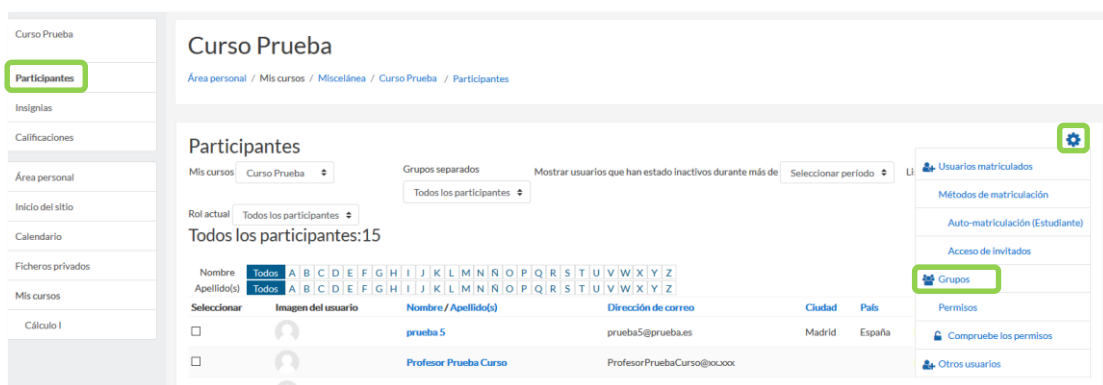 Curso Prueba
Participantes
Insignias
Calificaciones
Área personal
Inicio del sitio
Calendario
Ficheros privados
Mis cursos
Cálculo I
Curso Prueba
Área personal / Mis cursos / Miscelánea / Curso Prueba / Participantes
Participantes
Mis cursos Curso Prueba
Grupos separados
Todos los participantes
Mostrar usuarios que han estado inactivos durante más de Seleccionar período
Rol actual Todos los participantes
Todos los participantes:15
Nombre Todos A B C D E F G H I J K L M N Ñ O P Q R S T U V W X Y Z
Apellido(s) Todos A B C D E F G H I J K L M N Ñ O P Q R S T U V W X Y Z
Seleccionar Imagen del usuario Nombre / Apellido(s) Dirección de correo Ciudad País
prueba 5 prueba5@prueba.es Madrid España
Profesor Prueba Curso ProfesorPruebaCurso@xx.xxx
Usuarios matriculados
Métodos de matriculación
Auto-matriculación (Estudiante)
Acceso de invitados
Grupos
Permisos
Compruebe los permisos
Otros usuarios